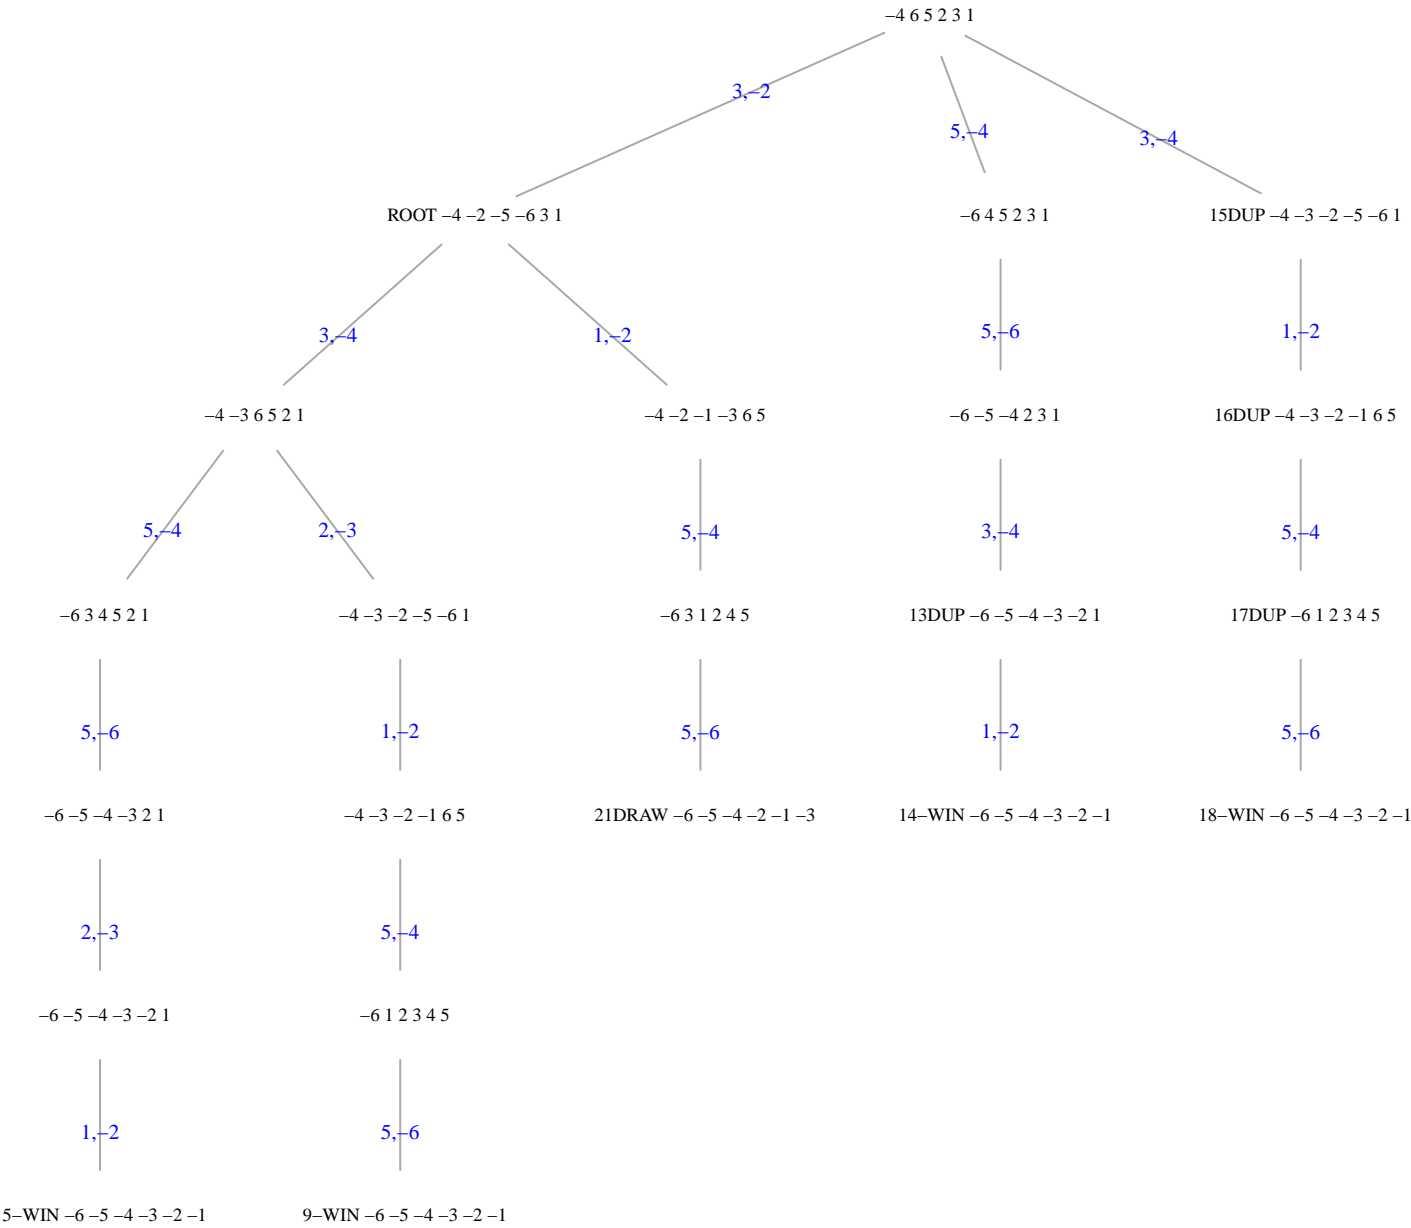 –4 6 5 2 3 1
3,–2
5,–4
3,–4
ROOT –4 –2 –5 –6 3 1
–6 4 5 2 3 1
15DUP –4 –3 –2 –5 –6 1
3,–4
1,–2
5,–6
1,–2
–4 –3 6 5 2 1
–4 –2 –1 –3 6 5
–6 –5 –4 2 3 1
16DUP –4 –3 –2 –1 6 5
5,–4
2,–3
5,–4
3,–4
5,–4
–6 3 4 5 2 1
–4 –3 –2 –5 –6 1
–6 3 1 2 4 5
13DUP –6 –5 –4 –3 –2 1
17DUP –6 1 2 3 4 5
5,–6
1,–2
5,–6
1,–2
5,–6
–6 –5 –4 –3 2 1
–4 –3 –2 –1 6 5
21DRAW –6 –5 –4 –2 –1 –3
14–WIN –6 –5 –4 –3 –2 –1
18–WIN –6 –5 –4 –3 –2 –1
2,–3
5,–4
–6 –5 –4 –3 –2 1
–6 1 2 3 4 5
1,–2
5,–6
5–WIN –6 –5 –4 –3 –2 –1
9–WIN –6 –5 –4 –3 –2 –1